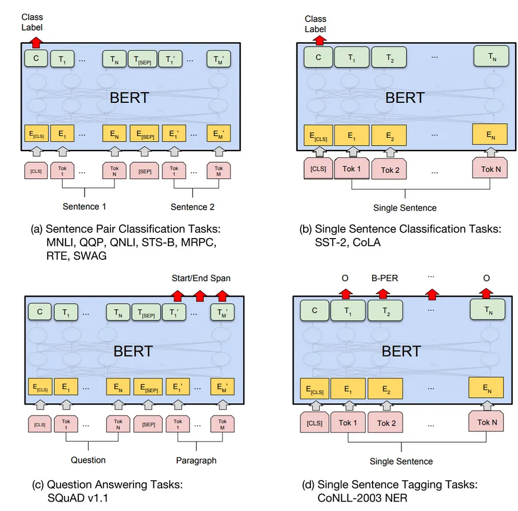 Class
Label
C T1 ... TN T[SEP] T1' ... TM'
BERT
E[CLS] E1 ... EN E[SEP] E1' ... EM'
[CLS] Tok 1 ... Tok N [SEP] Tok 1 ... Tok M
Sentence 1 Sentence 2
(a) Sentence Pair Classification Tasks:
MNLI, QQP, QNLI, STS-B, MRPC,
RTE, SWAG
Class
Label
C T1 T2 ... TN
BERT
E[CLS] E1 E2 ... EN
[CLS] Tok 1 Tok 2 ... Tok N
Single Sentence
(b) Single Sentence Classification Tasks:
SST-2, CoLA
Start/End Span
C T1 ... TN T[SEP] T1' ... TM'
BERT
E[CLS] E1 ... EN E[SEP] E1' ... EM'
[CLS] Tok 1 ... Tok N [SEP] Tok 1 ... Tok M
Question Paragraph
(c) Question Answering Tasks:
SQuAD v1.1
O B-PER ... O
C T1 T2 ... TN
BERT
E[CLS] E1 E2 ... EN
[CLS] Tok 1 Tok 2 ... Tok N
Single Sentence
(d) Single Sentence Tagging Tasks:
CoNLL-2003 NER